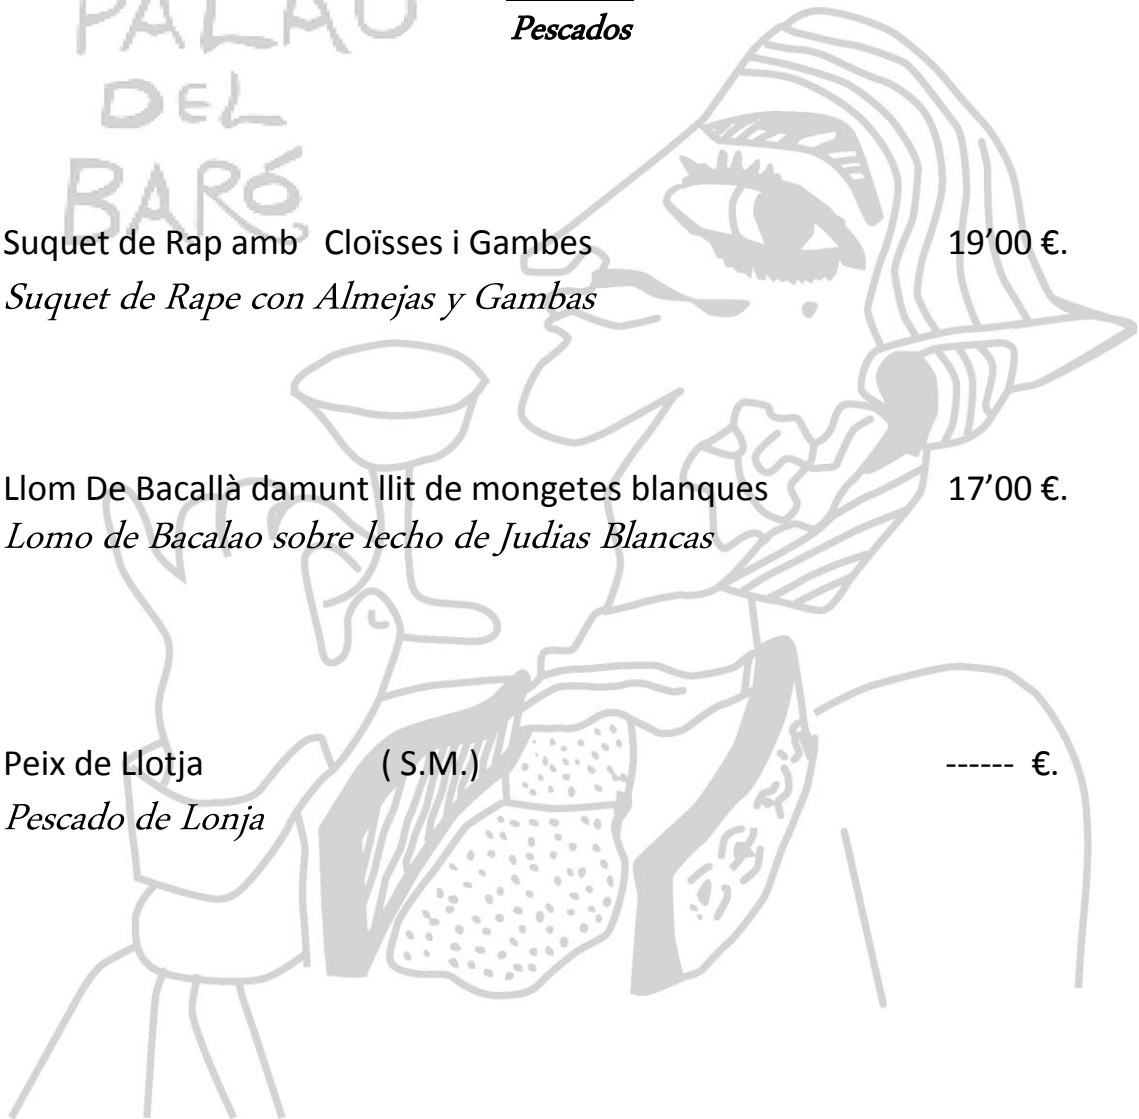 PALAU
DEL
BARÓ
Pescados
Suquet de Rap amb Cloïsses i Gambes 19’00 €.
Suquet de Rape con Almejas y Gambas
Llom De Bacallà damunt llit de mongetes blanques 17’00 €.
Lomo de Bacalao sobre lecho de Judias Blancas
Peix de Llotja ( S.M.) ------ €.
Pescado de Lonja